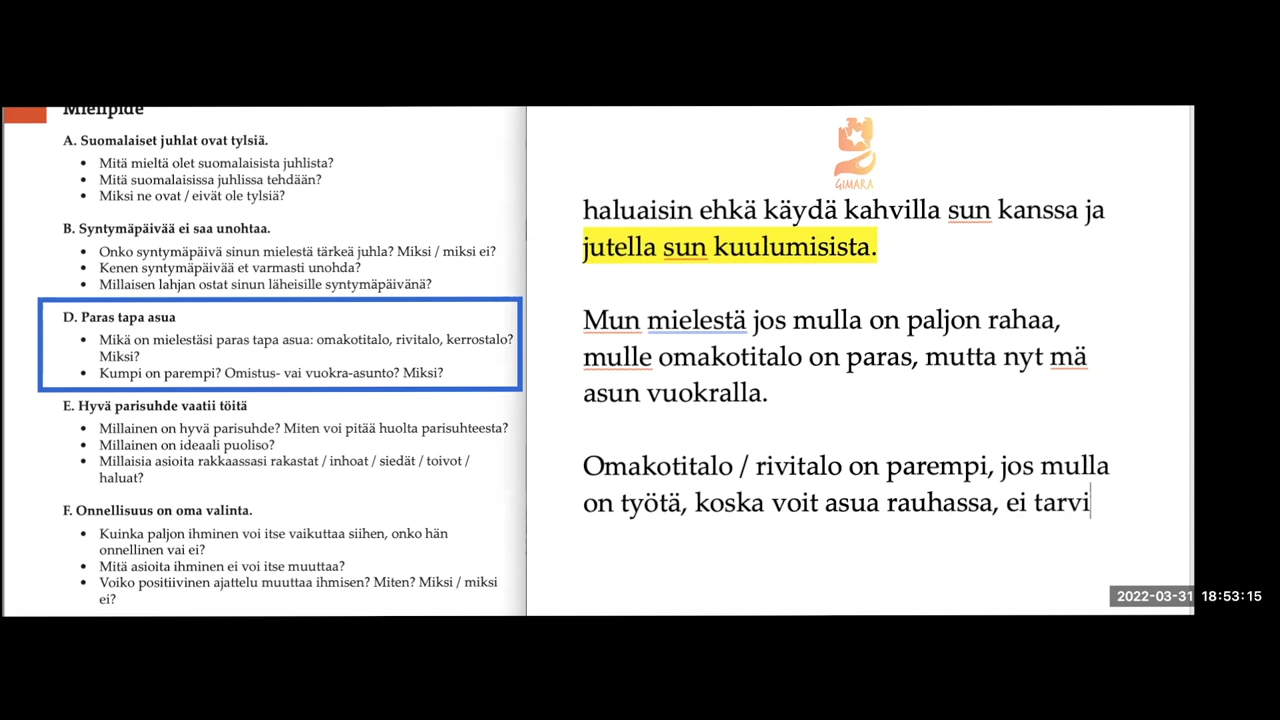 Mielipide
A. Suomalaiset juhlat ovat tylsiä.
• Mitä mieltä olet suomalaisista juhlista?
• Mitä suomalaisissa juhlissa tehdään?
• Miksi ne ovat / eivät ole tylsiä?
B. Syntymäpäivää ei saa unohtaa.
• Onko syntymäpäivä sinun mielestä tärkeä juhla? Miksi / miksi ei?
• Kenen syntymäpäivää et varmasti unohda?
• Millaisen lahjan ostat sinun läheisille syntymäpäivänä?
D. Paras tapa asua
• Mikä on mielestäsi paras tapa asua: omakotitalo, rivitalo, kerrostalo?
Miksi?
• Kumpi on parempi? Omistus- vai vuokra-asunto? Miksi?
E. Hyvä parisuhde vaatii töitä
• Millainen on hyvä parisuhde? Miten voi pitää huolta parisuhteesta?
• Millainen on ideaali puoliso?
• Millaisia asioita rakkaassasi rakastat / inhoat / siedät / toivot /
haluat?
F. Onnellisuus on oma valinta.
• Kuinka paljon ihminen voi itse vaikuttaa siihen, onko hän
onnellinen vai ei?
• Mitä asioita ihminen ei voi itse muuttaa?
• Voiko positiivinen ajattelu muuttaa ihmisen? Miten? Miksi / miksi
ei?
GIMARA
haluaisin ehkä käydä kahvilla sun kanssa ja
jutella sun kuulumisista.
Mun mielestä jos mulla on paljon rahaa,
mulle omakotitalo on paras, mutta nyt mä
asun vuokralla.
Omakotitalo / rivitalo on parempi, jos mulla
on työtä, koska voit asua rauhassa, ei tarvi
2022-03-31 18:53:15